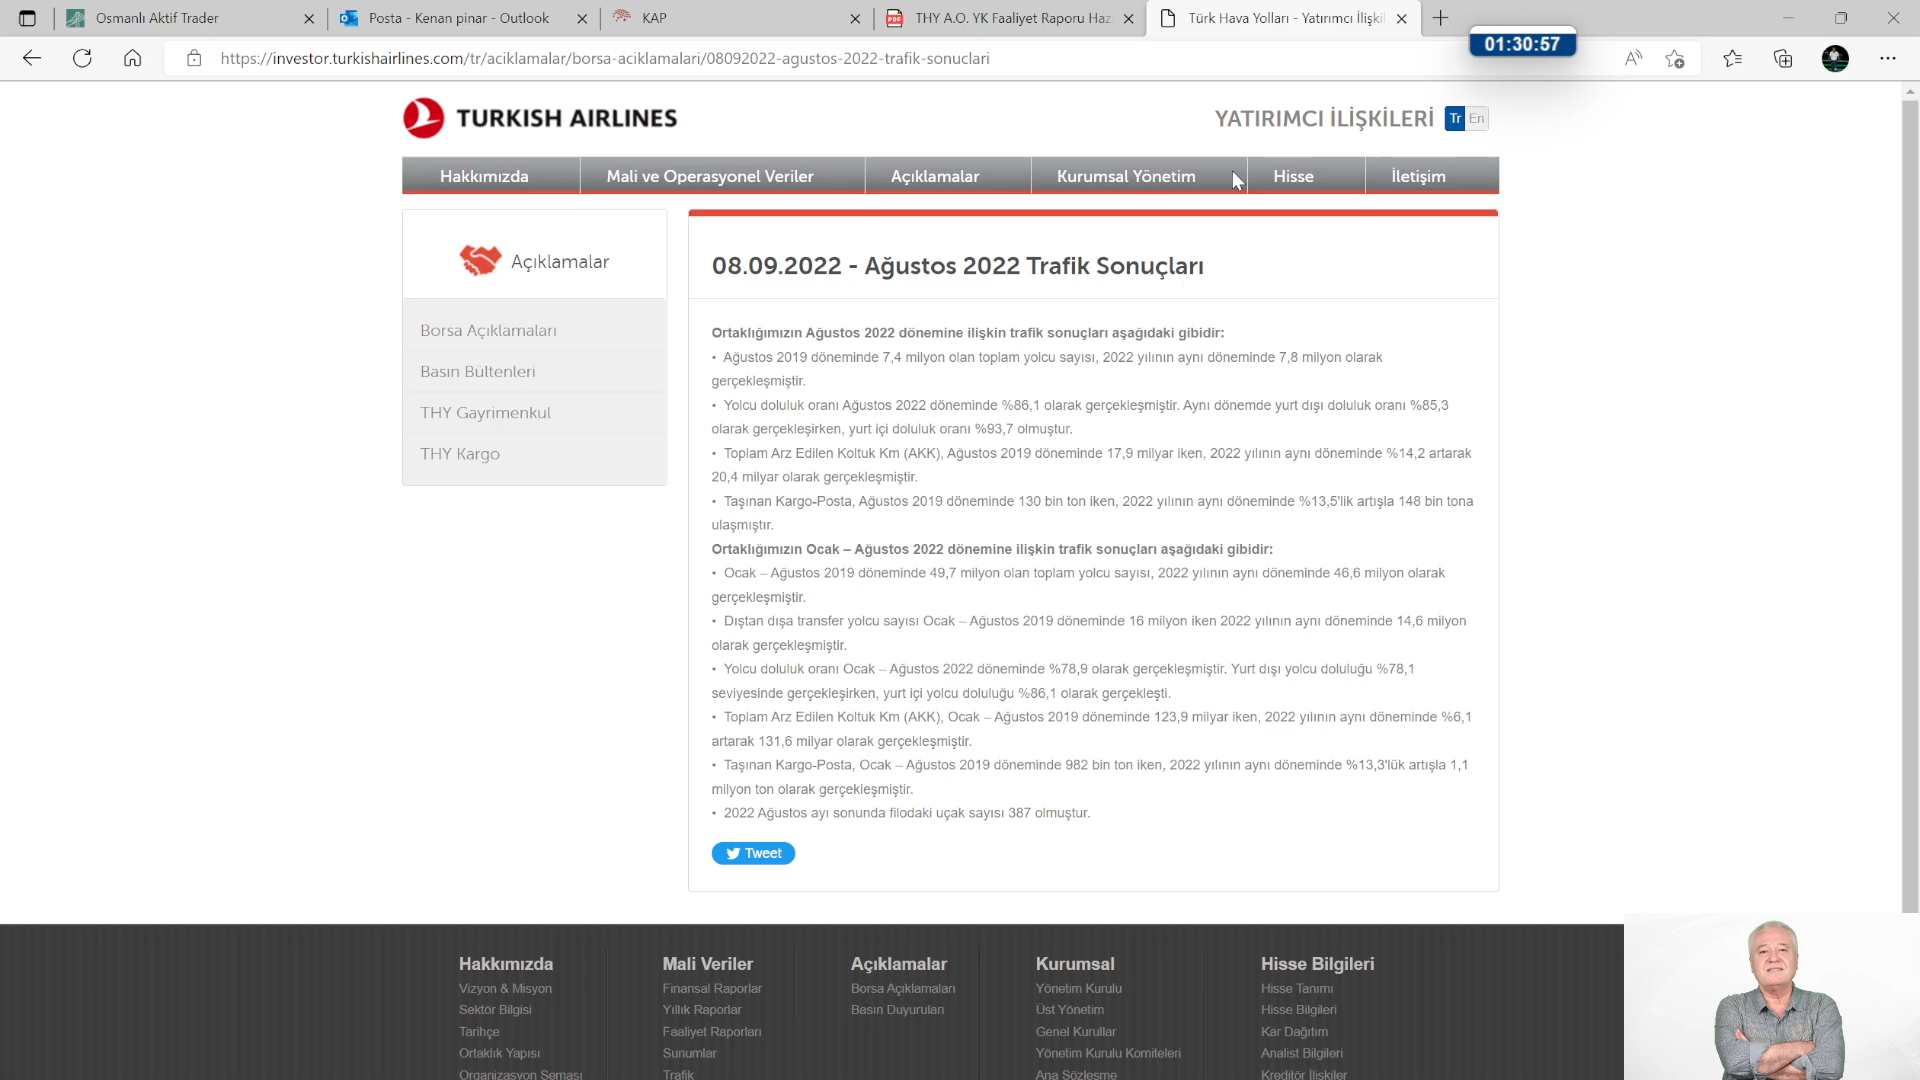 Osmanlı Aktif Trader
Posta - Kenan pinar - Outlook
KAP
THY A.O. YK Faaliyet Raporu Haz
Türk Hava Yolları - Yatırımcı İlişkil
01:30:57
https://investor.turkishairlines.com/tr/aciklamalar/borsa-aciklamalari/08092022-agustos-2022-trafik-sonuclari
TURKISH AIRLINES
YATIRIMCI İLİŞKİLERİ Tr En
Hakkımızda Mali ve Operasyonel Veriler Açıklamalar Kurumsal Yönetim Hisse İletişim
Açıklamalar
Borsa Açıklamaları
Basın Bültenleri
THY Gayrimenkul
THY Kargo
08.09.2022 - Ağustos 2022 Trafik Sonuçları
Ortaklığımızın Ağustos 2022 dönemine ilişkin trafik sonuçları aşağıdaki gibidir:
• Ağustos 2019 döneminde 7,4 milyon olan toplam yolcu sayısı, 2022 yılının aynı döneminde 7,8 milyon olarak
gerçekleşmiştir.
• Yolcu doluluk oranı Ağustos 2022 döneminde %86,1 olarak gerçekleşmiştir. Aynı dönemde yurt dışı doluluk oranı %85,3
olarak gerçekleşirken, yurt içi doluluk oranı %93,7 olmuştur.
• Toplam Arz Edilen Koltuk Km (AKK), Ağustos 2019 döneminde 17,9 milyar iken, 2022 yılının aynı döneminde %14,2 artarak
20,4 milyar olarak gerçekleşmiştir.
• Taşınan Kargo-Posta, Ağustos 2019 döneminde 130 bin ton iken, 2022 yılının aynı döneminde %13,5'lik artışla 148 bin tona
ulaşmıştır.
Ortaklığımızın Ocak – Ağustos 2022 dönemine ilişkin trafik sonuçları aşağıdaki gibidir:
• Ocak – Ağustos 2019 döneminde 49,7 milyon olan toplam yolcu sayısı, 2022 yılının aynı döneminde 46,6 milyon olarak
gerçekleşmiştir.
• Dıştan dışa transfer yolcu sayısı Ocak – Ağustos 2019 döneminde 16 milyon iken 2022 yılının aynı döneminde 14,6 milyon
olarak gerçekleşmiştir.
• Yolcu doluluk oranı Ocak – Ağustos 2022 döneminde %78,9 olarak gerçekleşmiştir. Yurt dışı yolcu doluluğu %78,1
seviyesinde gerçekleşirken, yurt içi yolcu doluluğu %86,1 olarak gerçekleşti.
• Toplam Arz Edilen Koltuk Km (AKK), Ocak – Ağustos 2019 döneminde 123,9 milyar iken, 2022 yılının aynı döneminde %6,1
artarak 131,6 milyar olarak gerçekleşmiştir.
• Taşınan Kargo-Posta, Ocak – Ağustos 2019 döneminde 982 bin ton iken, 2022 yılının aynı döneminde %13,3'lük artışla 1,1
milyon ton olarak gerçekleşmiştir.
• 2022 Ağustos ayı sonunda filodaki uçak sayısı 387 olmuştur.
Tweet
Hakkımızda
Vizyon & Misyon
Sektör Bilgisi
Tarihçe
Ortaklık Yapısı
Organizasyon Şeması
Mali Veriler
Finansal Raporlar
Yıllık Raporlar
Faaliyet Raporları
Sunumlar
Trafik
Açıklamalar
Borsa Açıklamaları
Basın Duyuruları
Kurumsal
Yönetim Kurulu
Üst Yönetim
Genel Kurullar
Yönetim Kurulu Komiteleri
Ana Sözleşme
Hisse Bilgileri
Hisse Tanımı
Hisse Bilgileri
Kar Dağıtım
Analist Bilgileri
Kreditör İlişkiler